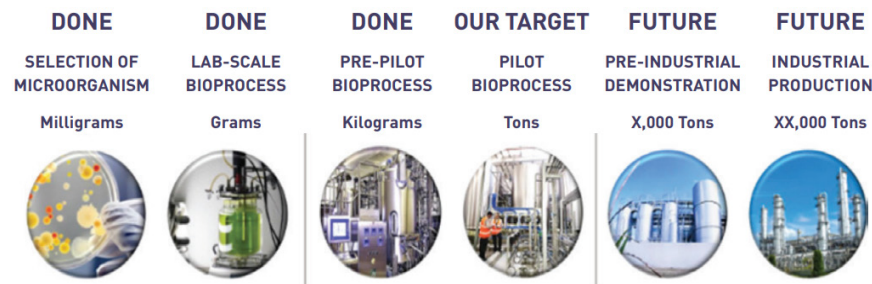 DONE
SELECTION OF
MICROORGANISM
Milligrams
DONE
LAB-SCALE
BIOPROCESS
Grams
DONE
PRE-PILOT
BIOPROCESS
Kilograms
OUR TARGET
PILOT
BIOPROCESS
Tons
FUTURE
PRE-INDUSTRIAL
DEMONSTRATION
X,000 Tons
FUTURE
INDUSTRIAL
PRODUCTION
XX,000 Tons